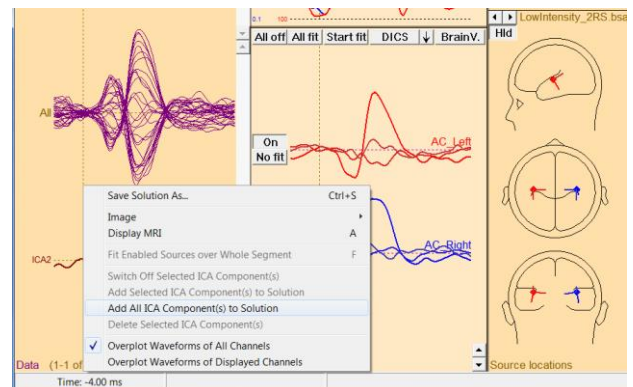 0.1 100
All off All fit Start fit DICS ↓ BrainV.
LowIntensity_2RS.bsa
Hld
All
On
No fit
AC_Left
AC_Right
ICA2
Save Solution As... Ctrl+S
Image
Display MRI A
Fit Enabled Sources over Whole Segment F
Switch Off Selected ICA Component(s)
Add Selected ICA Component(s) to Solution
Add All ICA Component(s) to Solution
Delete Selected ICA Component(s)
✓ Overplot Waveforms of All Channels
Overplot Waveforms of Displayed Channels
Data (1-1 of
Source locations
Time: -4.00 ms